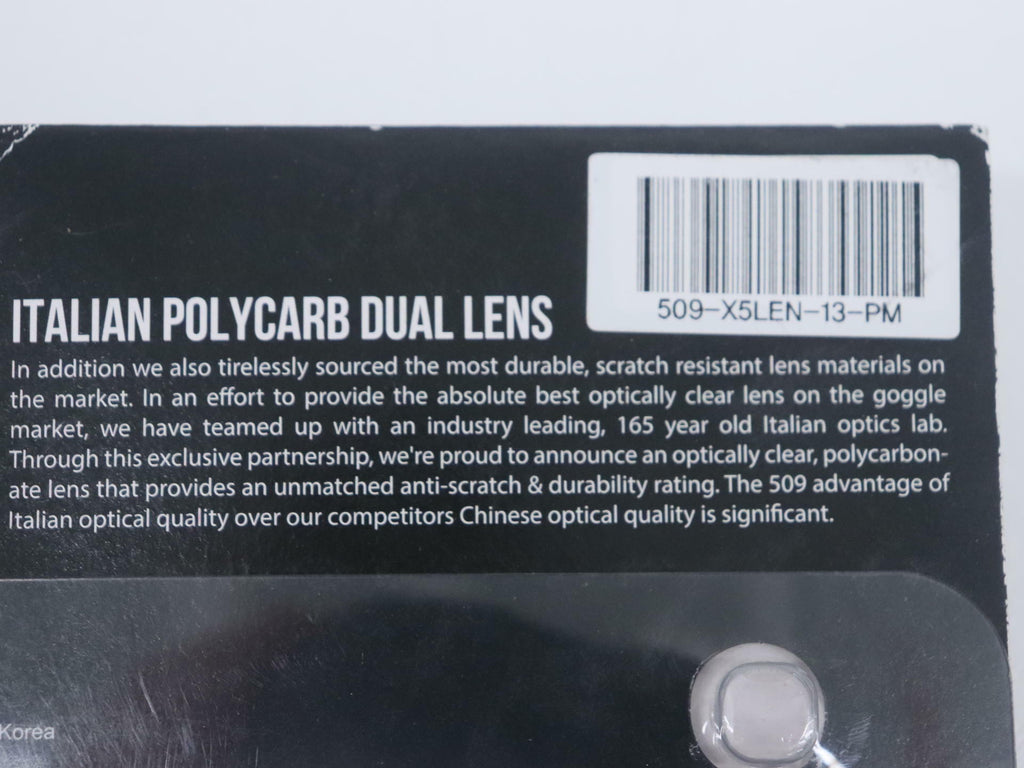 509-X5LEN-13-PM
ITALIAN POLYCARB DUAL LENS
In addition we also tirelessly sourced the most durable, scratch resistant lens materials on
the market. In an effort to provide the absolute best optically clear lens on the goggle
market, we have teamed up with an industry leading, 165 year old Italian optics lab.
Through this exclusive partnership, we're proud to announce an optically clear, polycarbon-
ate lens that provides an unmatched anti-scratch & durability rating. The 509 advantage of
Italian optical quality over our competitors Chinese optical quality is significant.
Korea